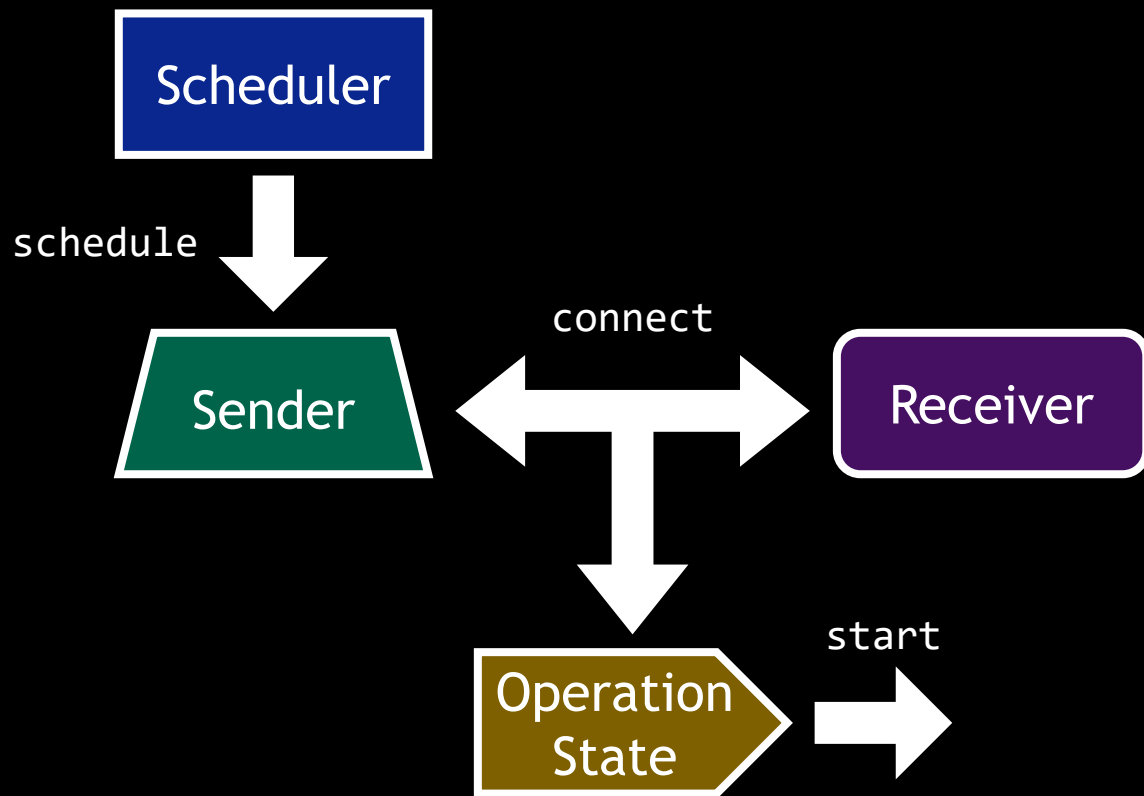 Scheduler
schedule
connect
Sender
Receiver
start
Operation
State